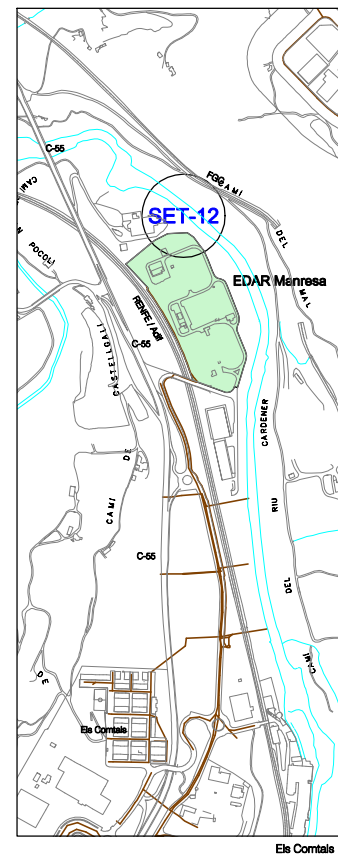 C-55
FGC
CAMI
CAMI
SET-12
DEL
POCOLI
EDAR Manresa
MAL
RENFE / Adif
C-55
CASTELLGALI
CARDENER
DE
CAMI
RIU
C-55
DEL
CAMI
DE
Els Comtals
Els Comtals